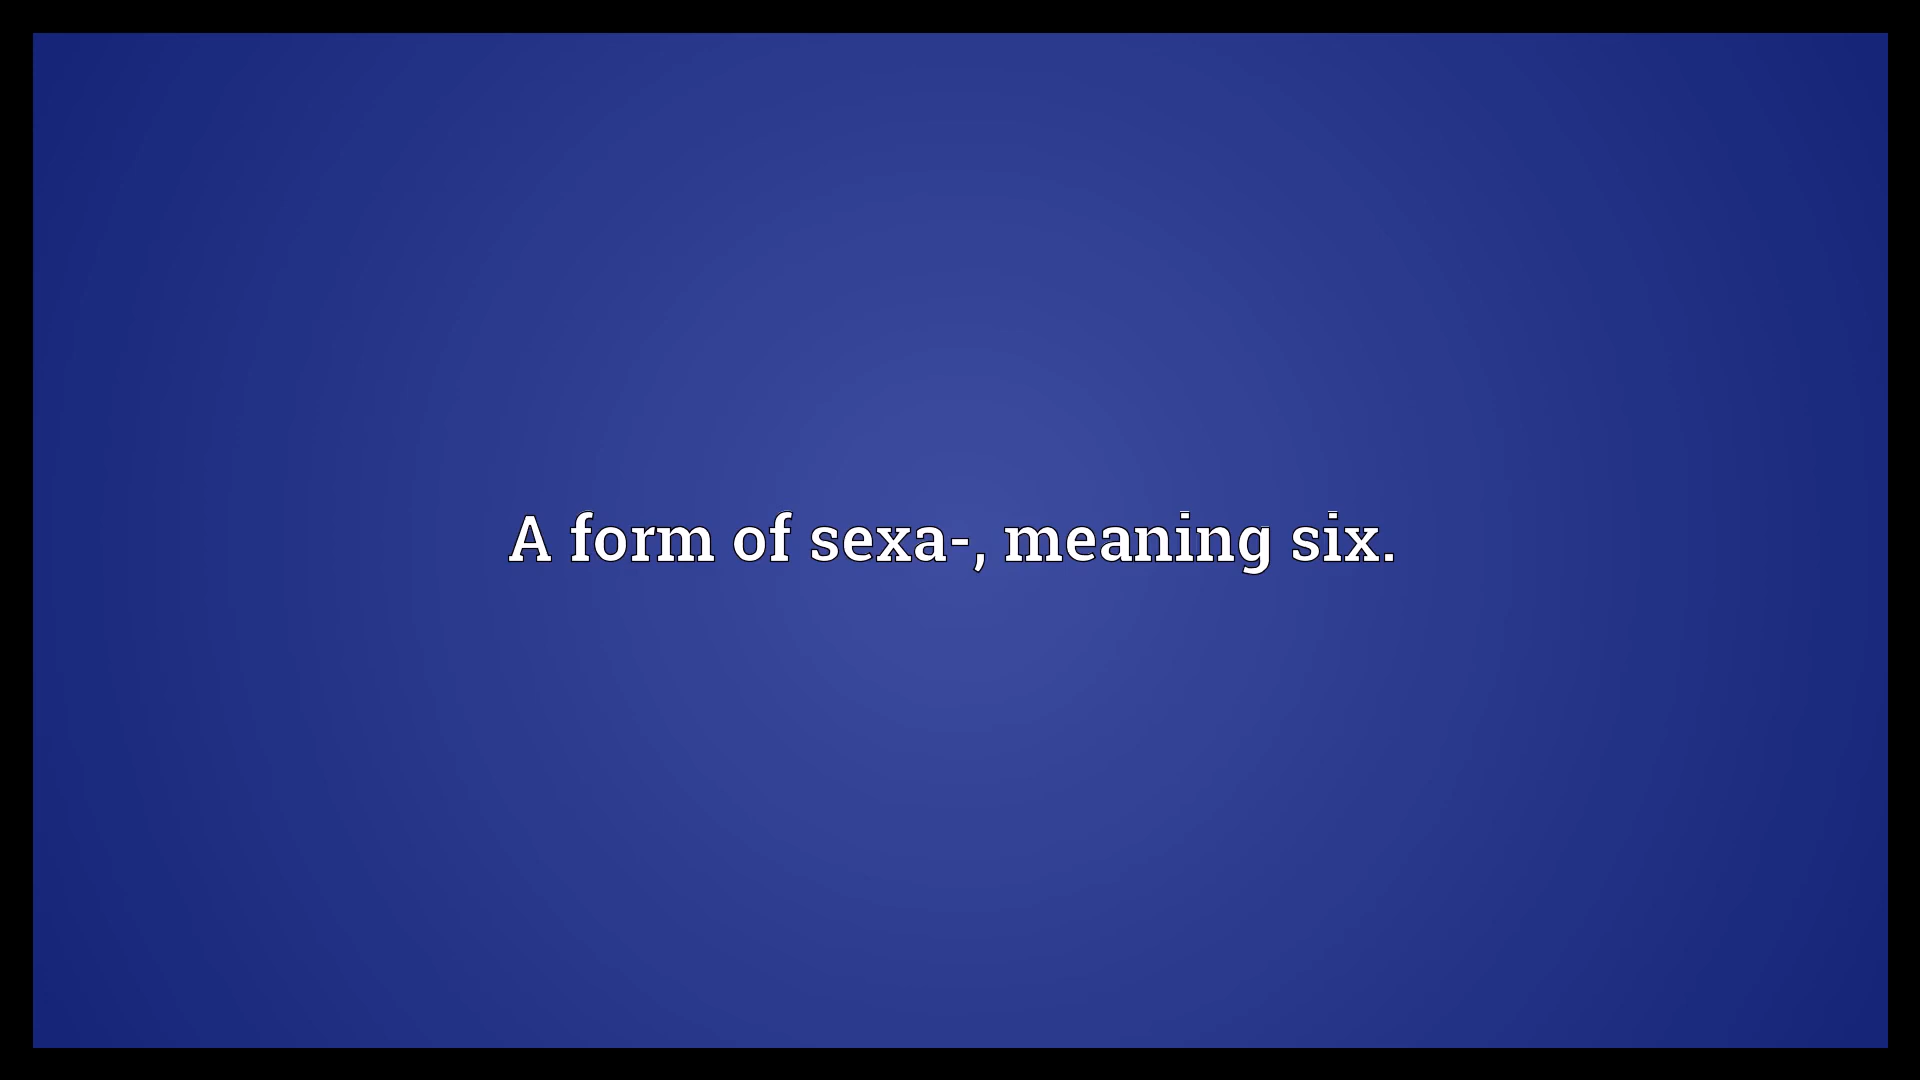 A form of sexa-, meaning six.